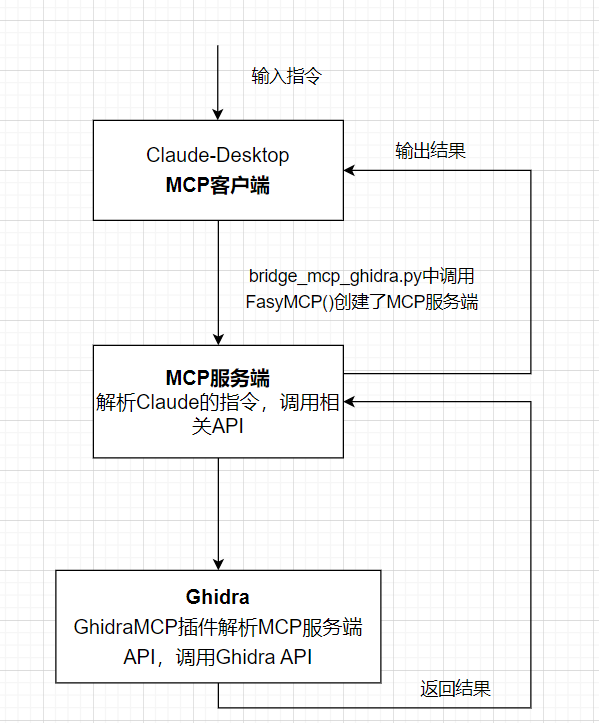 输入指令
Claude-Desktop
MCP客户端
输出结果
bridge_mcp_ghidra.py中调用
FasyMCP()创建了MCP服务端
MCP服务端
解析Claude的指令，调用相
关API
Ghidra
GhidraMCP插件解析MCP服务端
API，调用Ghidra API
返回结果